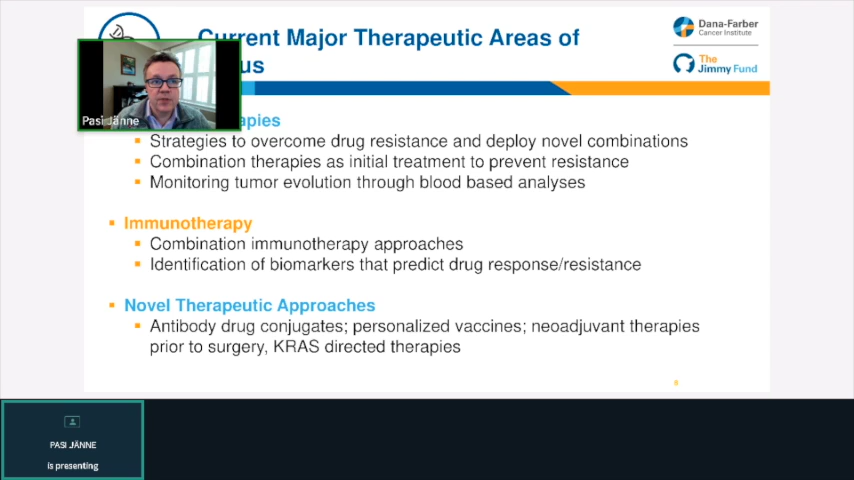 Current Major Therapeutic Areas of
Dana-Farber
Cancer Institute
The
Jimmy Fund
Pasi Jänne
Strategies to overcome drug resistance and deploy novel combinations
Combination therapies as initial treatment to prevent resistance
Monitoring tumor evolution through blood based analyses
Immunotherapy
Combination immunotherapy approaches
Identification of biomarkers that predict drug response/resistance
Novel Therapeutic Approaches
Antibody drug conjugates; personalized vaccines; neoadjuvant therapies
prior to surgery, KRAS directed therapies
PASI JÄNNE
is presenting